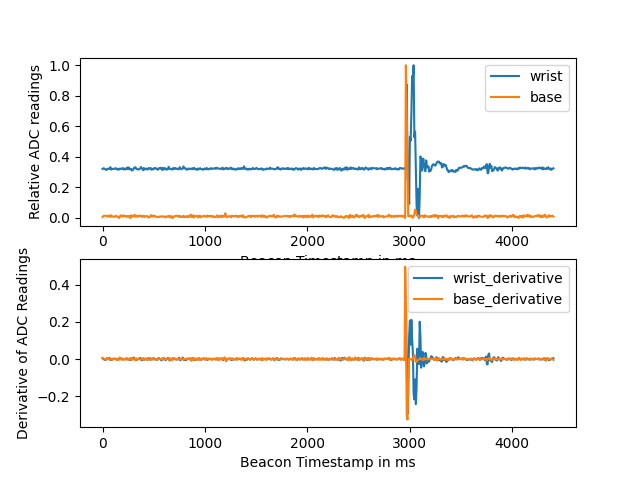 1.0
0.8
0.6
0.4
0.2
0.0
Relative ADC readings
wrist
base
0 1000 2000 3000 4000
Beacon Timestamp in ms
0.4
0.2
0.0
−0.2
Derivative of ADC Readings
wrist_derivative
base_derivative
0 1000 2000 3000 4000
Beacon Timestamp in ms